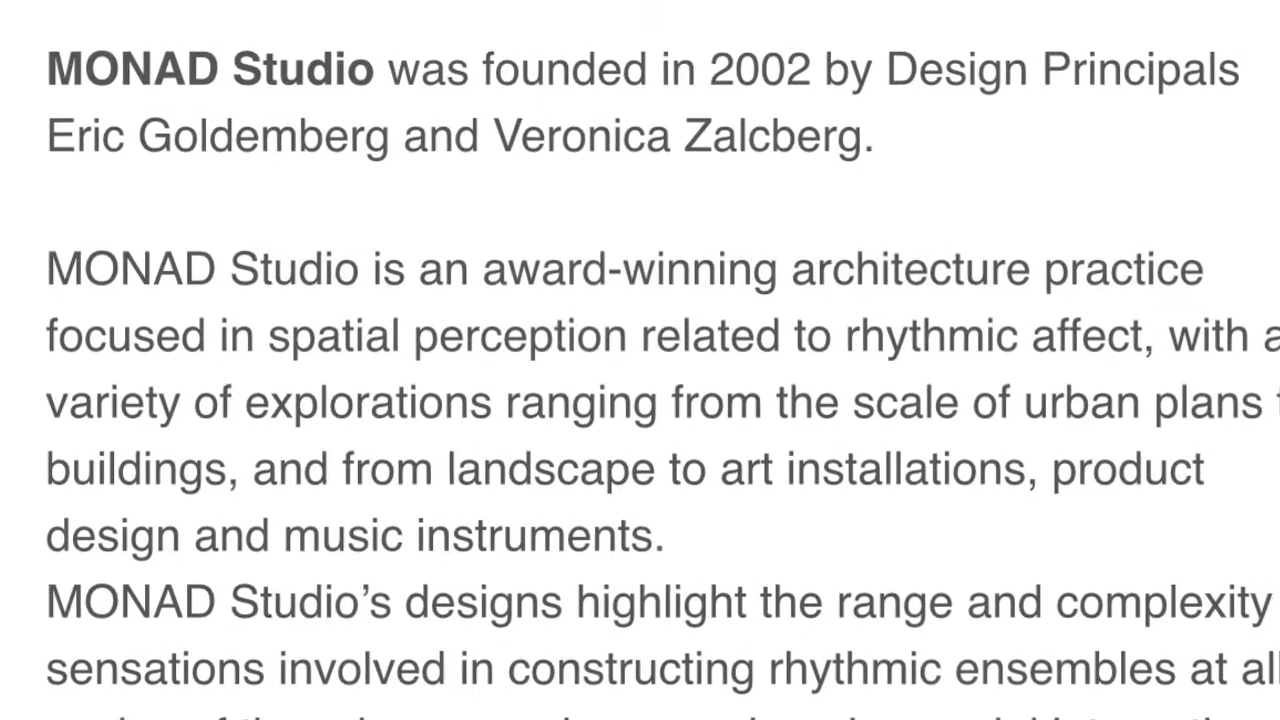 MONAD Studio was founded in 2002 by Design Principals
Eric Goldemberg and Veronica Zalcberg.
MONAD Studio is an award-winning architecture practice
focused in spatial perception related to rhythmic affect, with a
variety of explorations ranging from the scale of urban plans
buildings, and from landscape to art installations, product
design and music instruments.
MONAD Studio’s designs highlight the range and complexity
sensations involved in constructing rhythmic ensembles at all